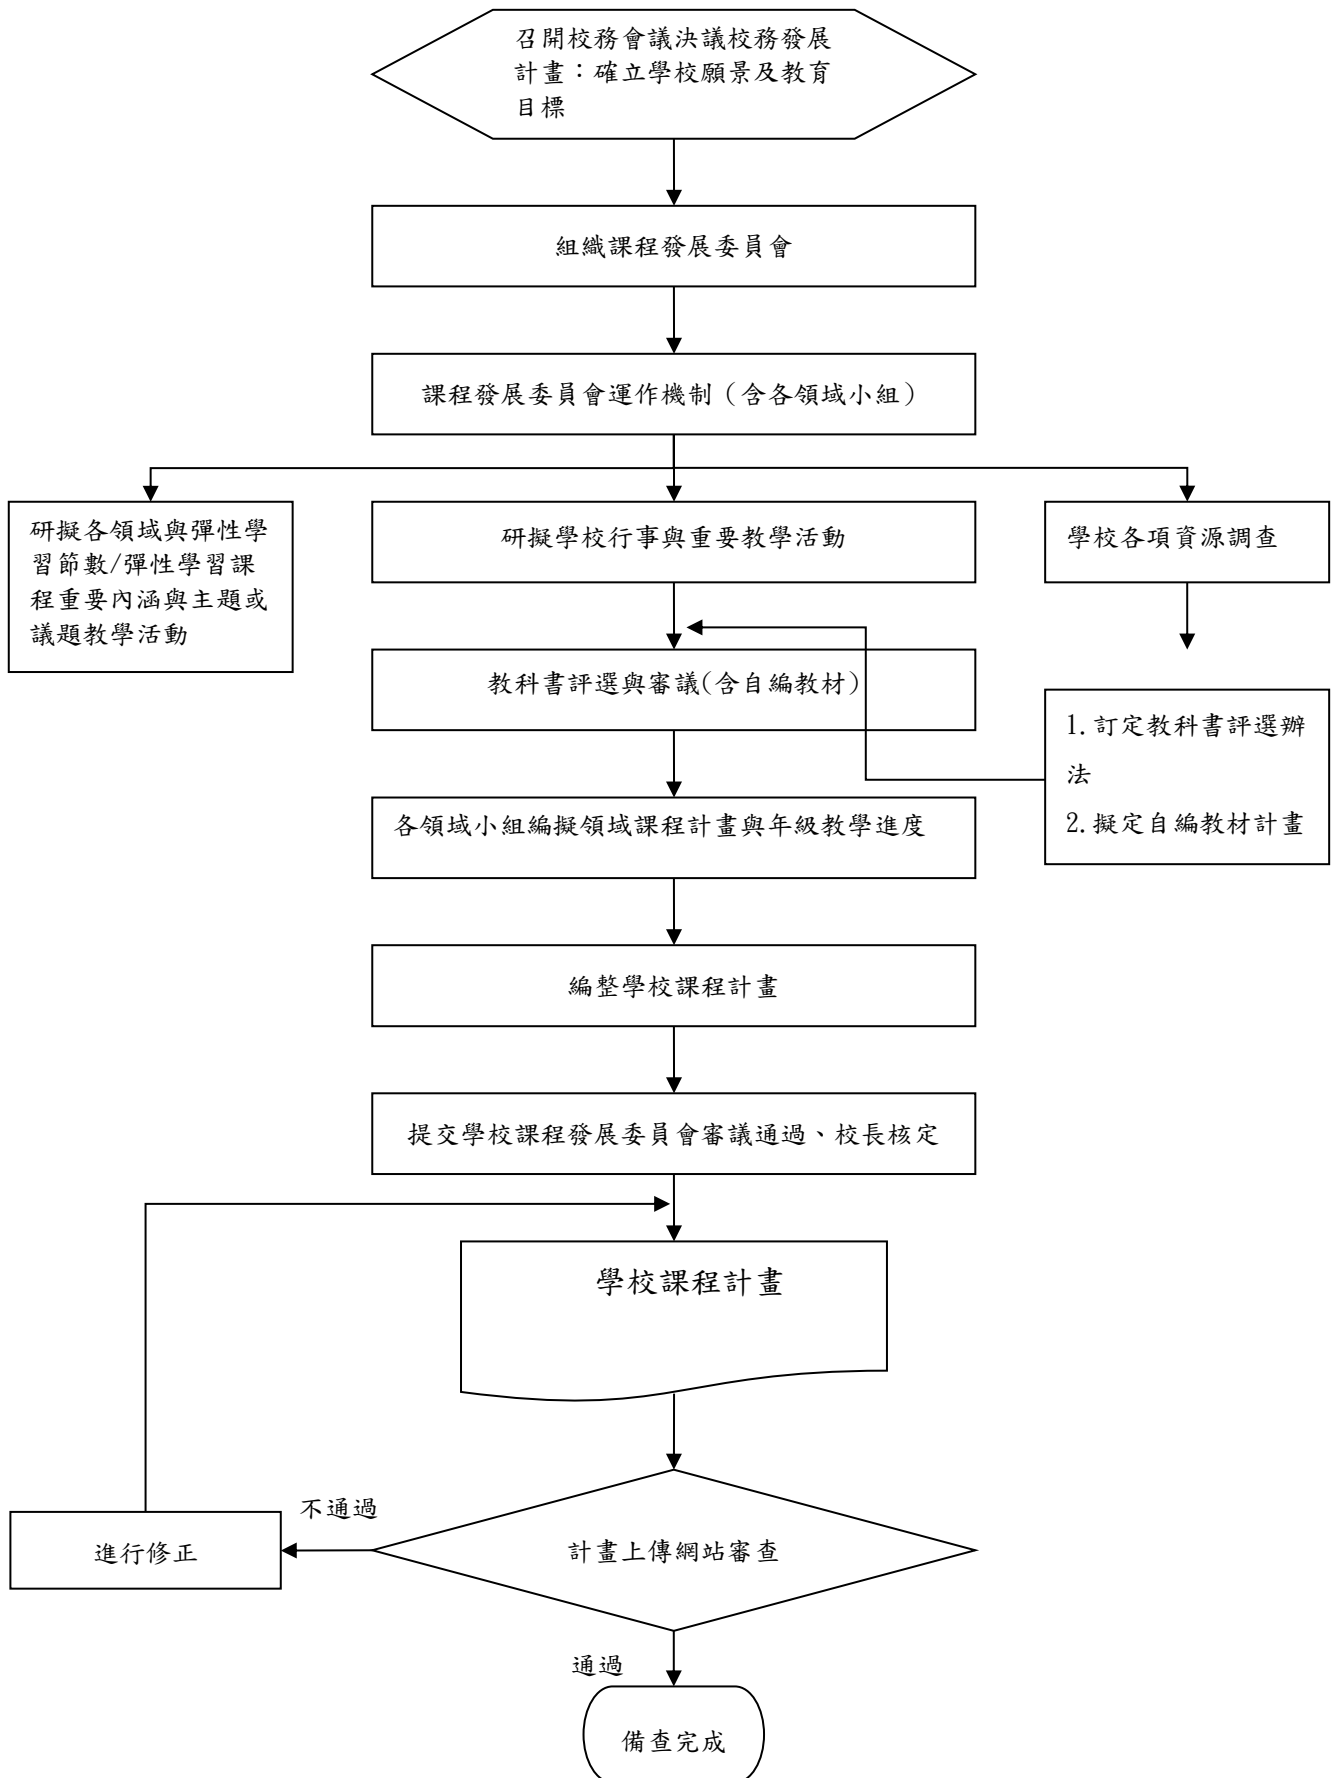 召開校務會議決議校務發展
計畫：確立學校願景及教育
目標
組織課程發展委員會
課程發展委員會運作機制（含各領域小組）
研擬各領域與彈性學
習節數/彈性學習課
程重要內涵與主題或
議題教學活動
研擬學校行事與重要教學活動
學校各項資源調查
教科書評選與審議(含自編教材)
1.訂定教科書評選辦
法
2.擬定自編教材計畫
各領域小組編擬領域課程計畫與年級教學進度
編整學校課程計畫
提交學校課程發展委員會審議通過、校長核定
學校課程計畫
不通過
進行修正
計畫上傳網站審查
通過
備查完成